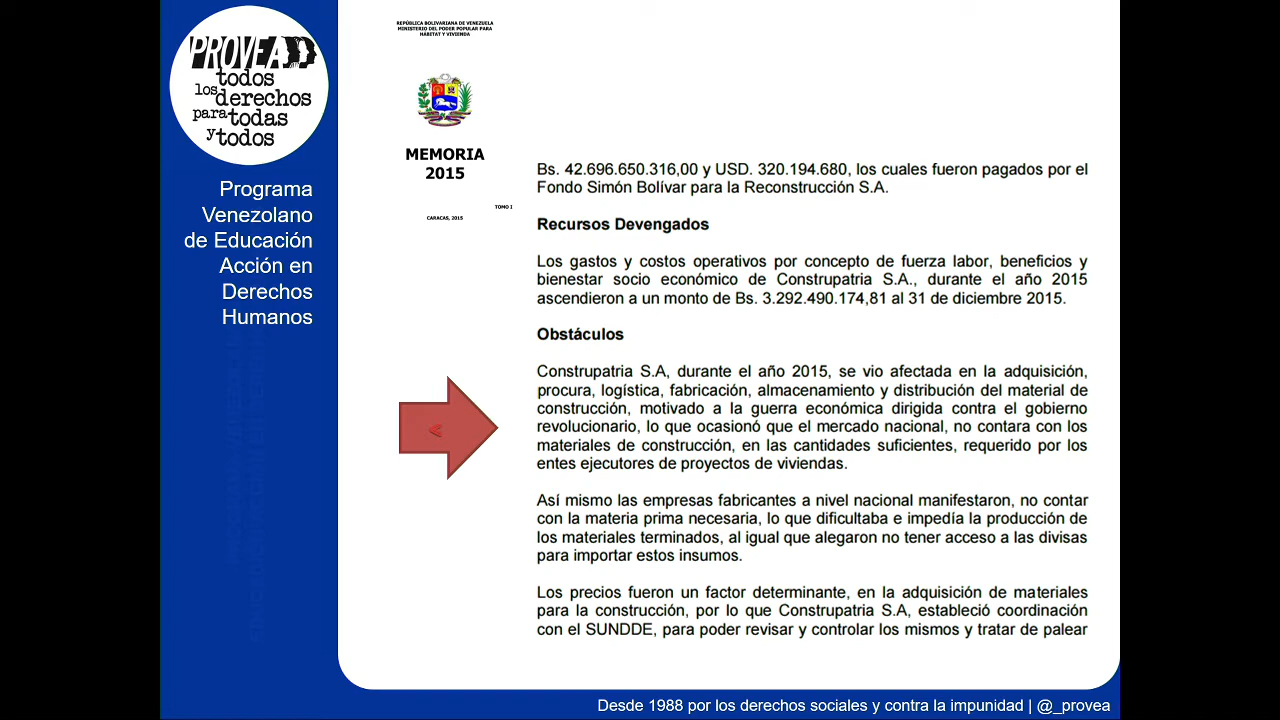 PROVEA
todos
los derechos
para todas
y todos
Programa
Venezolano
de Educación
Acción en
Derechos
Humanos
REPÚBLICA BOLIVARIANA DE VENEZUELA
MINISTERIO DEL PODER POPULAR PARA
HÁBITAT Y VIVIENDA
MEMORIA
2015
TOMO I
CARACAS, 2015
<
Bs. 42.696.650.316,00 y USD. 320.194.680, los cuales fueron pagados por el
Fondo Simón Bolívar para la Reconstrucción S.A.
Recursos Devengados
Los gastos y costos operativos por concepto de fuerza labor, beneficios y
bienestar socio económico de Construpatria S.A., durante el año 2015
ascendieron a un monto de Bs. 3.292.490.174,81 al 31 de diciembre 2015.
Obstáculos
Construpatria S.A, durante el año 2015, se vio afectada en la adquisición,
procura, logística, fabricación, almacenamiento y distribución del material de
construcción, motivado a la guerra económica dirigida contra el gobierno
revolucionario, lo que ocasionó que el mercado nacional, no contara con los
materiales de construcción, en las cantidades suficientes, requerido por los
entes ejecutores de proyectos de viviendas.
Así mismo las empresas fabricantes a nivel nacional manifestaron, no contar
con la materia prima necesaria, lo que dificultaba e impedía la producción de
los materiales terminados, al igual que alegaron no tener acceso a las divisas
para importar estos insumos.
Los precios fueron un factor determinante, en la adquisición de materiales
para la construcción, por lo que Construpatria S.A, estableció coordinación
con el SUNDDE, para poder revisar y controlar los mismos y tratar de palear
Desde 1988 por los derechos sociales y contra la impunidad | @_provea